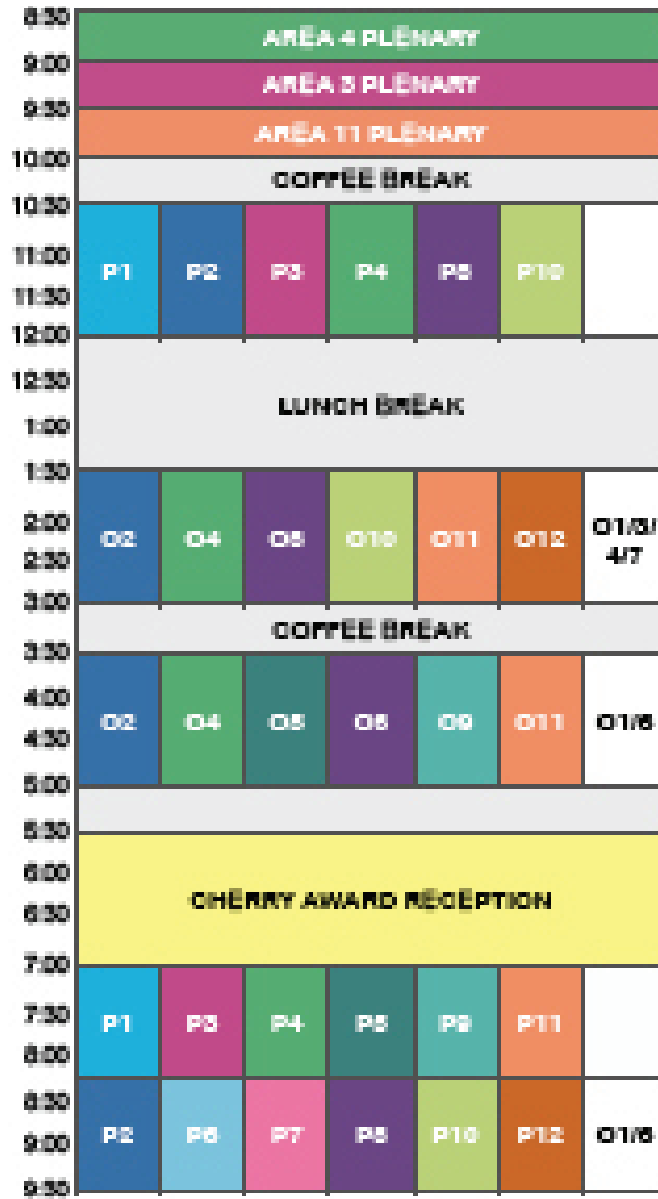 8:30
AREA 4 PLENARY
9:00
AREA 3 PLENARY
9:30
AREA 11 PLENARY
10:00
COFFEE BREAK
10:30
11:00
P1 P2 P3 P4 P8 P10
11:30
12:00
12:30
LUNCH BREAK
1:00
1:30
2:00
O2 O4 O8 O10 O11 O12
4/7
2:30
3:00
COFFEE BREAK
3:30
4:00
O2 O4 O5 O8 O9 O11 O1/6
4:30
5:00
5:30
6:00
CHERRY AWARD RECEPTION
6:30
7:00
7:30
P1 P3 P4 P5 P9 P11
8:00
8:30
P2 P6 P7 P8 P10 P12 O1/6
9:00
9:30